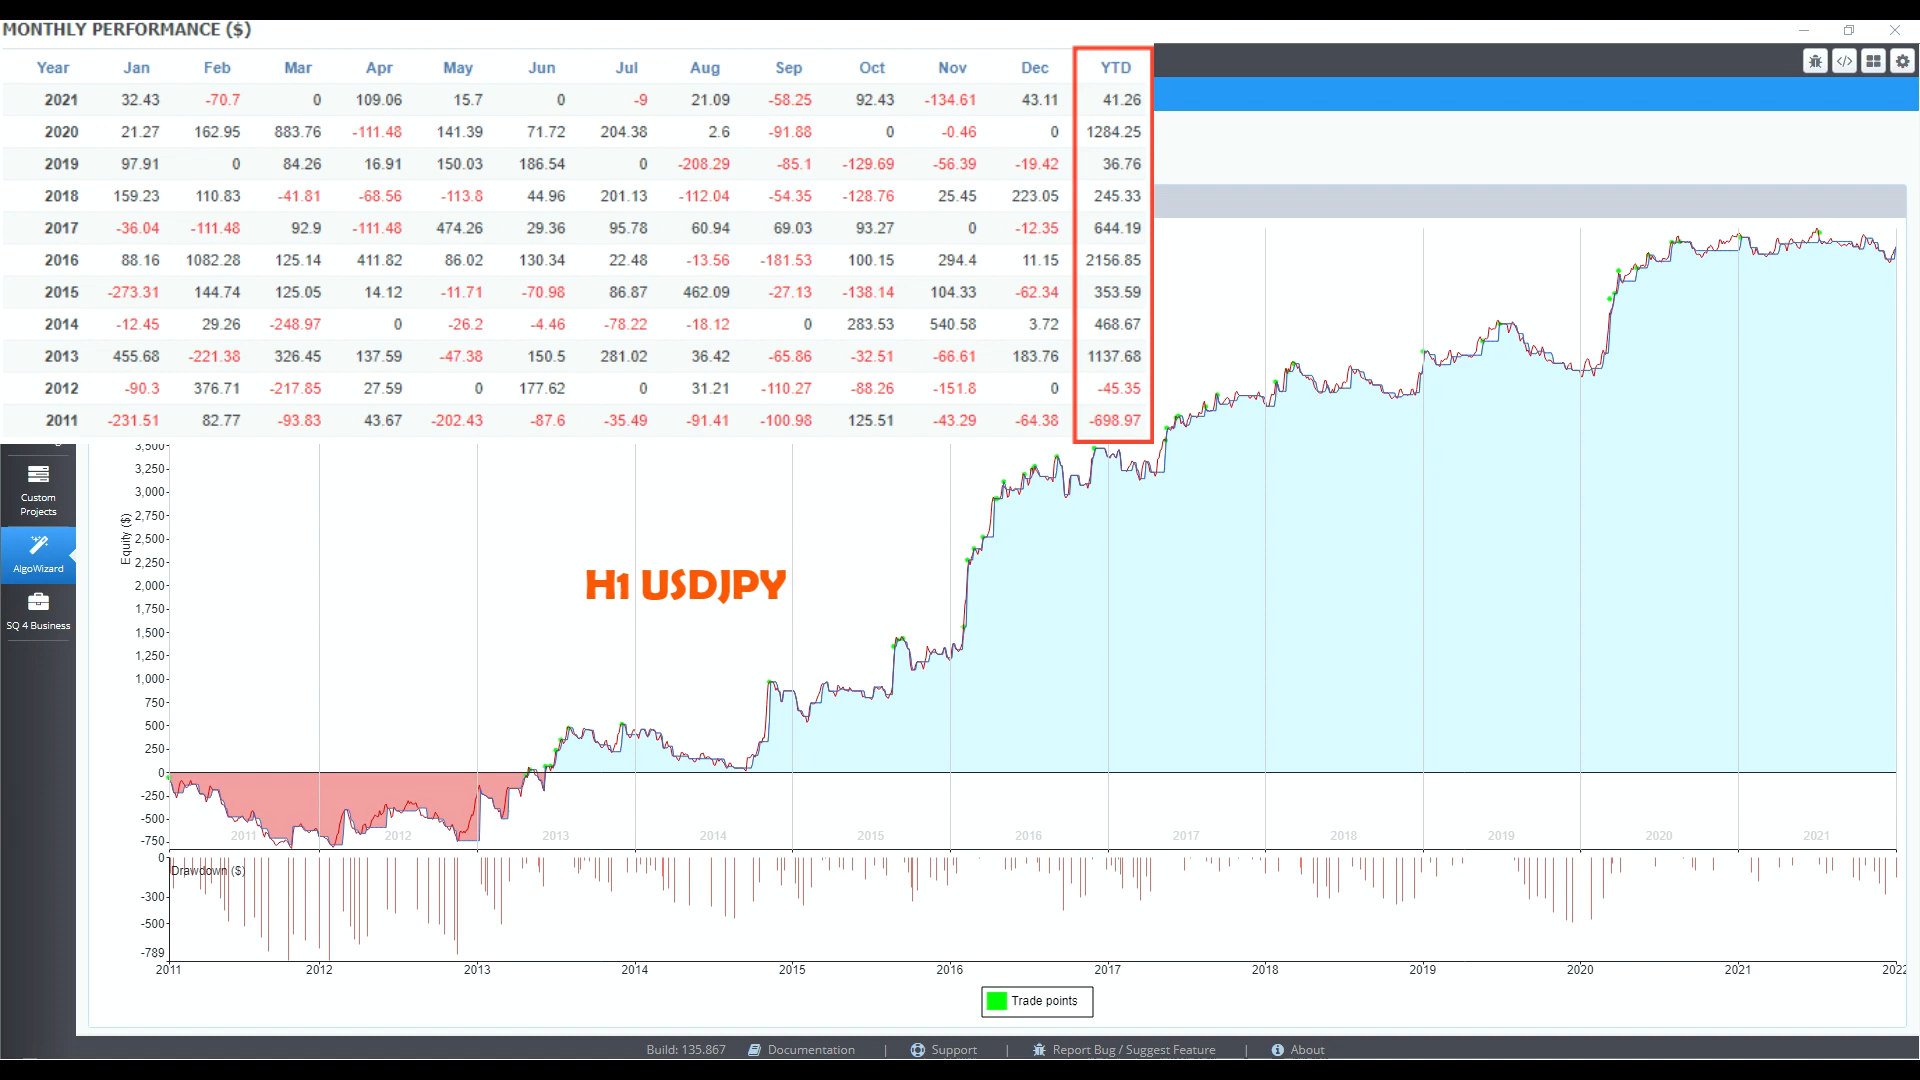 MONTHLY PERFORMANCE ($)
Year Jan Feb Mar Apr May Jun Jul Aug Sep Oct Nov Dec YTD
2021 32.43 -70.7 0 109.06 15.7 0 -9 21.09 -58.25 92.43 -134.61 43.11 41.26
2020 21.27 162.95 883.76 -111.48 141.39 71.72 204.38 2.6 -91.88 0 -0.46 0 1284.25
2019 97.91 0 84.26 16.91 150.03 186.54 0 -208.29 -85.1 -129.69 -56.39 -19.42 36.76
2018 159.23 110.83 -41.81 -68.56 -113.8 44.96 201.13 -112.04 -54.35 -128.76 25.45 223.05 245.33
2017 -36.04 -111.48 92.9 -111.48 474.26 29.36 95.78 60.94 69.03 93.27 0 -12.35 644.19
2016 88.16 1082.28 125.14 411.82 86.02 130.34 22.48 -13.56 -181.53 100.15 294.4 11.15 2156.85
2015 -273.31 144.74 125.05 14.12 -11.71 -70.98 86.87 462.09 -27.13 -138.14 104.33 -62.34 353.59
2014 -12.45 29.26 -248.97 0 -26.2 -4.46 -78.22 -18.12 0 283.53 540.58 3.72 468.67
2013 455.68 -221.38 326.45 137.59 -47.38 150.5 281.02 36.42 -65.86 -32.51 -66.61 183.76 1137.68
2012 -90.3 376.71 -217.85 27.59 0 177.62 0 31.21 -110.27 -88.26 -151.8 0 -45.35
2011 -231.51 82.77 -93.83 43.67 -202.43 -87.6 -35.49 -91.41 -100.98 125.51 -43.29 -64.38 -698.97
Custom
Projects
AlgoWizard
SQ 4 Business
3,500
3,250
3,000
2,750
2,500
2,250
2,000
1,750
1,500
1,250
1,000
750
500
250
0
-250
-500
-750
Equity ($)
H1 USDJPY
2011 2012 2013 2014 2015 2016 2017 2018 2019 2020 2021
0
-300
-500
-789
Drawdown ($)
2011 2012 2013 2014 2015 2016 2017 2018 2019 2020 2021 2022
Trade points
Build: 135.867 Documentation | Support | Report Bug / Suggest Feature | About